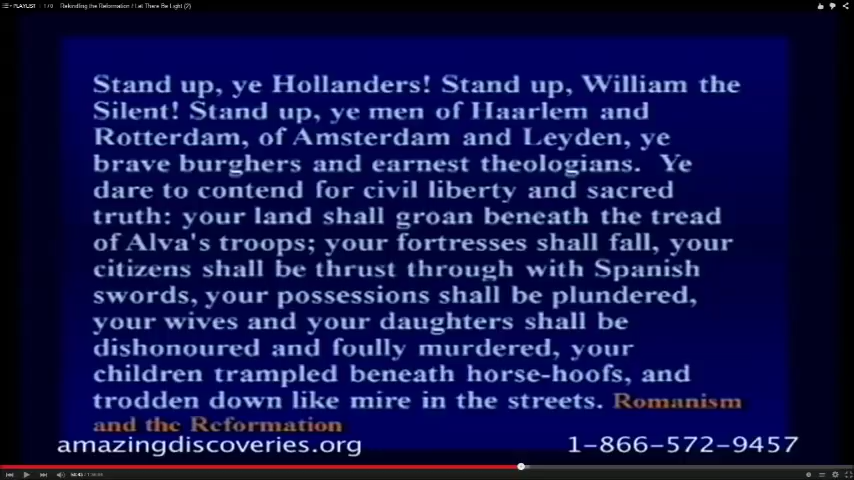 PLAYLIST 1/0 Rekindling the Reformation / Let There Be Light (2)
Stand up, ye Hollanders! Stand up, William the
Silent! Stand up, ye men of Haarlem and
Rotterdam, of Amsterdam and Leyden, ye
brave burghers and earnest theologians. Ye
dare to contend for civil liberty and sacred
truth: your land shall groan beneath the tread
of Alva's troops; your fortresses shall fall, your
citizens shall be thrust through with Spanish
swords, your possessions shall be plundered,
your wives and your daughters shall be
dishonoured and foully murdered, your
children trampled beneath horse-hoofs, and
trodden down like mire in the streets. Romanism
and the Reformation
amazingdiscoveries.org 1-866-572-9457